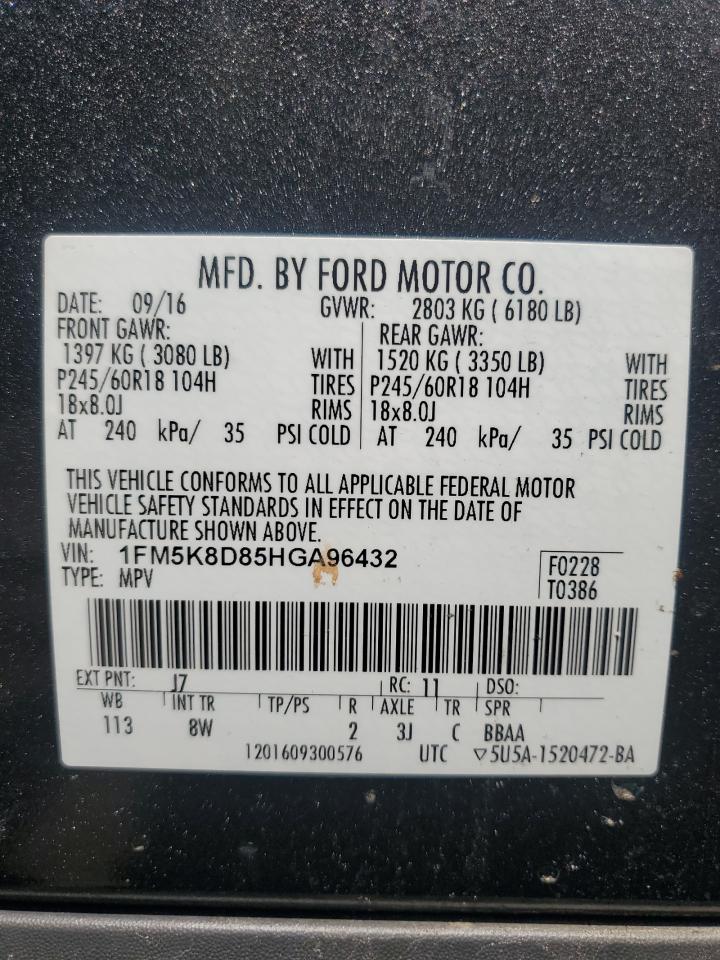 MFD. BY FORD MOTOR CO.
DATE: 09/16 GVWR: 2803 KG ( 6180 LB)
FRONT GAWR: REAR GAWR:
1397 KG ( 3080 LB) WITH 1520 KG ( 3350 LB) WITH
P245/60R18 104H TIRES P245/60R18 104H TIRES
18x8.0J RIMS 18x8.0J RIMS
AT 240 kPa/ 35 PSI COLD AT 240 kPa/ 35 PSI COLD
THIS VEHICLE CONFORMS TO ALL APPLICABLE FEDERAL MOTOR
VEHICLE SAFETY STANDARDS IN EFFECT ON THE DATE OF
MANUFACTURE SHOWN ABOVE.
VIN: 1FM5K8D85HGA96432 F0228
TYPE: MPV T0386
EXT PNT: J7 RC: 11 DSO:
WB INT TR TP/PS R AXLE TR SPR
113 8W 2 3J C BBAA
1201609300576 UTC ▽5U5A-1520472-BA